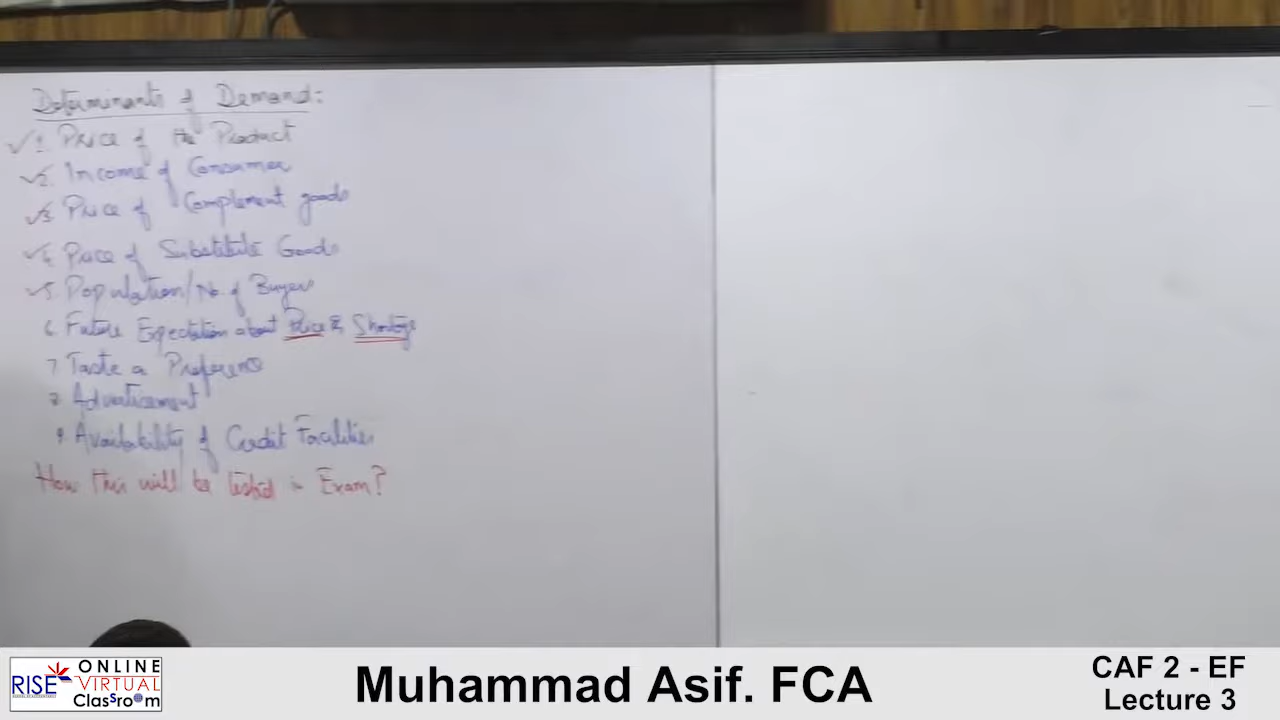 Determinants of Demand:
1. Price of the Product
2. Income of Consumer
3. Price of Complement goods
4. Price of Substitute Goods
5. Population/No. of Buyers
6. Future Expectation about Price & Shortage
7. Taste or Preference
8. Advertisement
9. Availability of Credit Facilities
How this will be tested in Exam?
RISE
ONLINE
VIRTUAL
Classroom
Muhammad Asif. FCA
CAF 2 - EF
Lecture 3